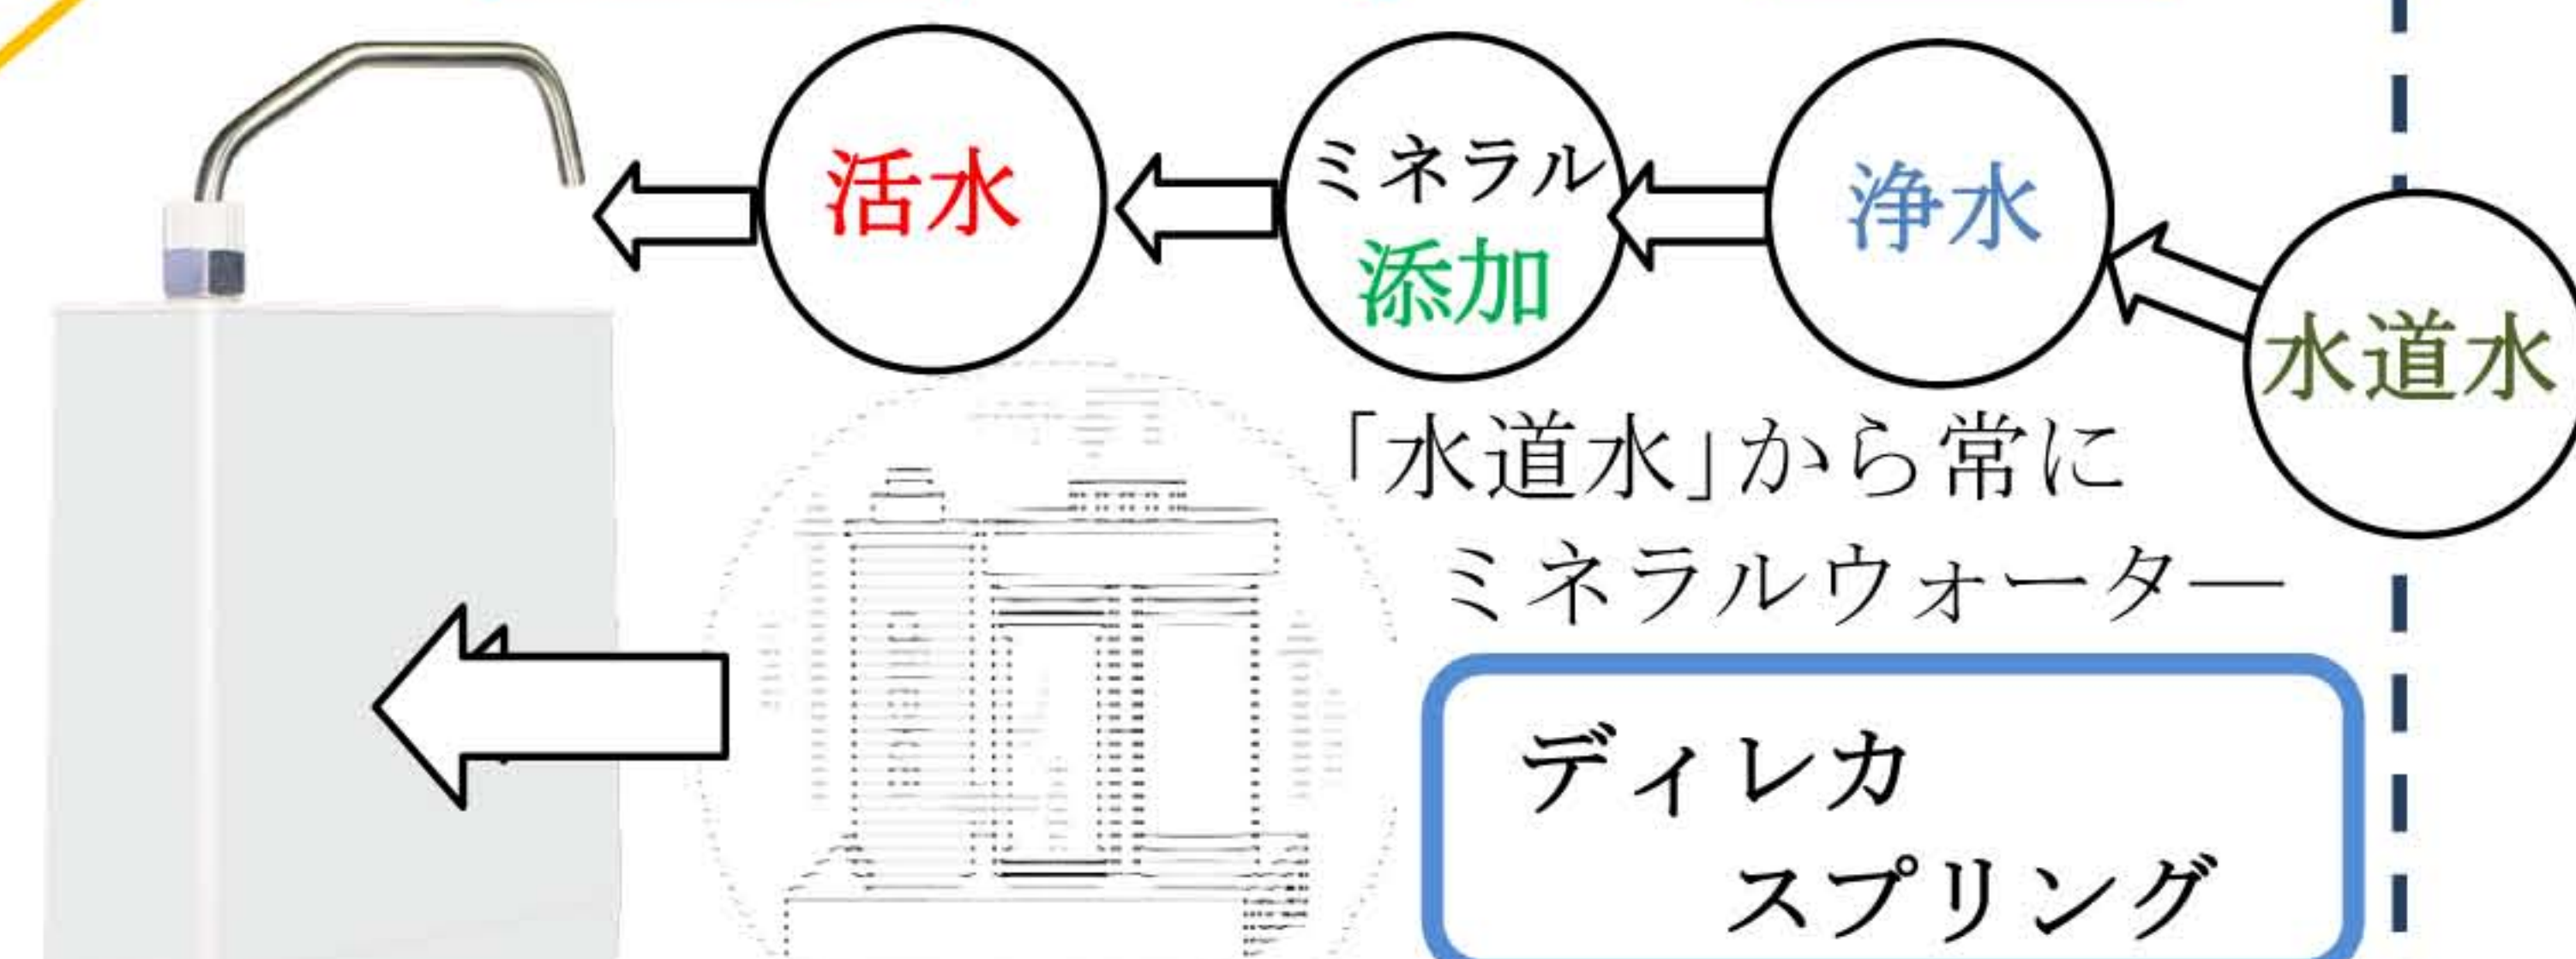 活水
ミネラル
添加
浄水
水道水
「水道水」から常に
ミネラルウォーター
ディレカ
スプリング